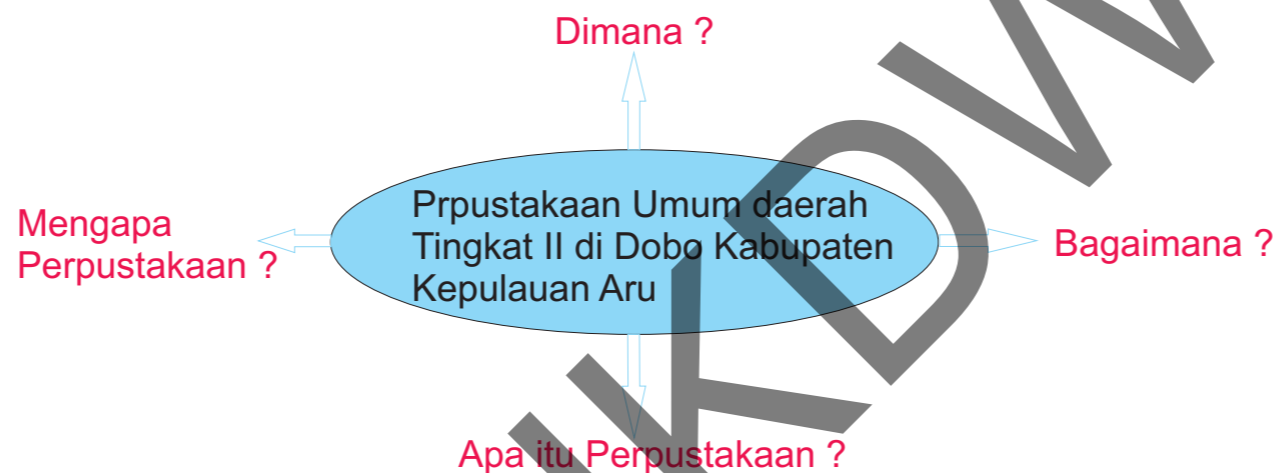 Dimana ?
Prpustakaan Umum daerah
Tingkat II di Dobo Kabupaten
Kepulauan Aru
Mengapa
Perpustakaan ?
Bagaimana ?
Apa itu Perpustakaan ?